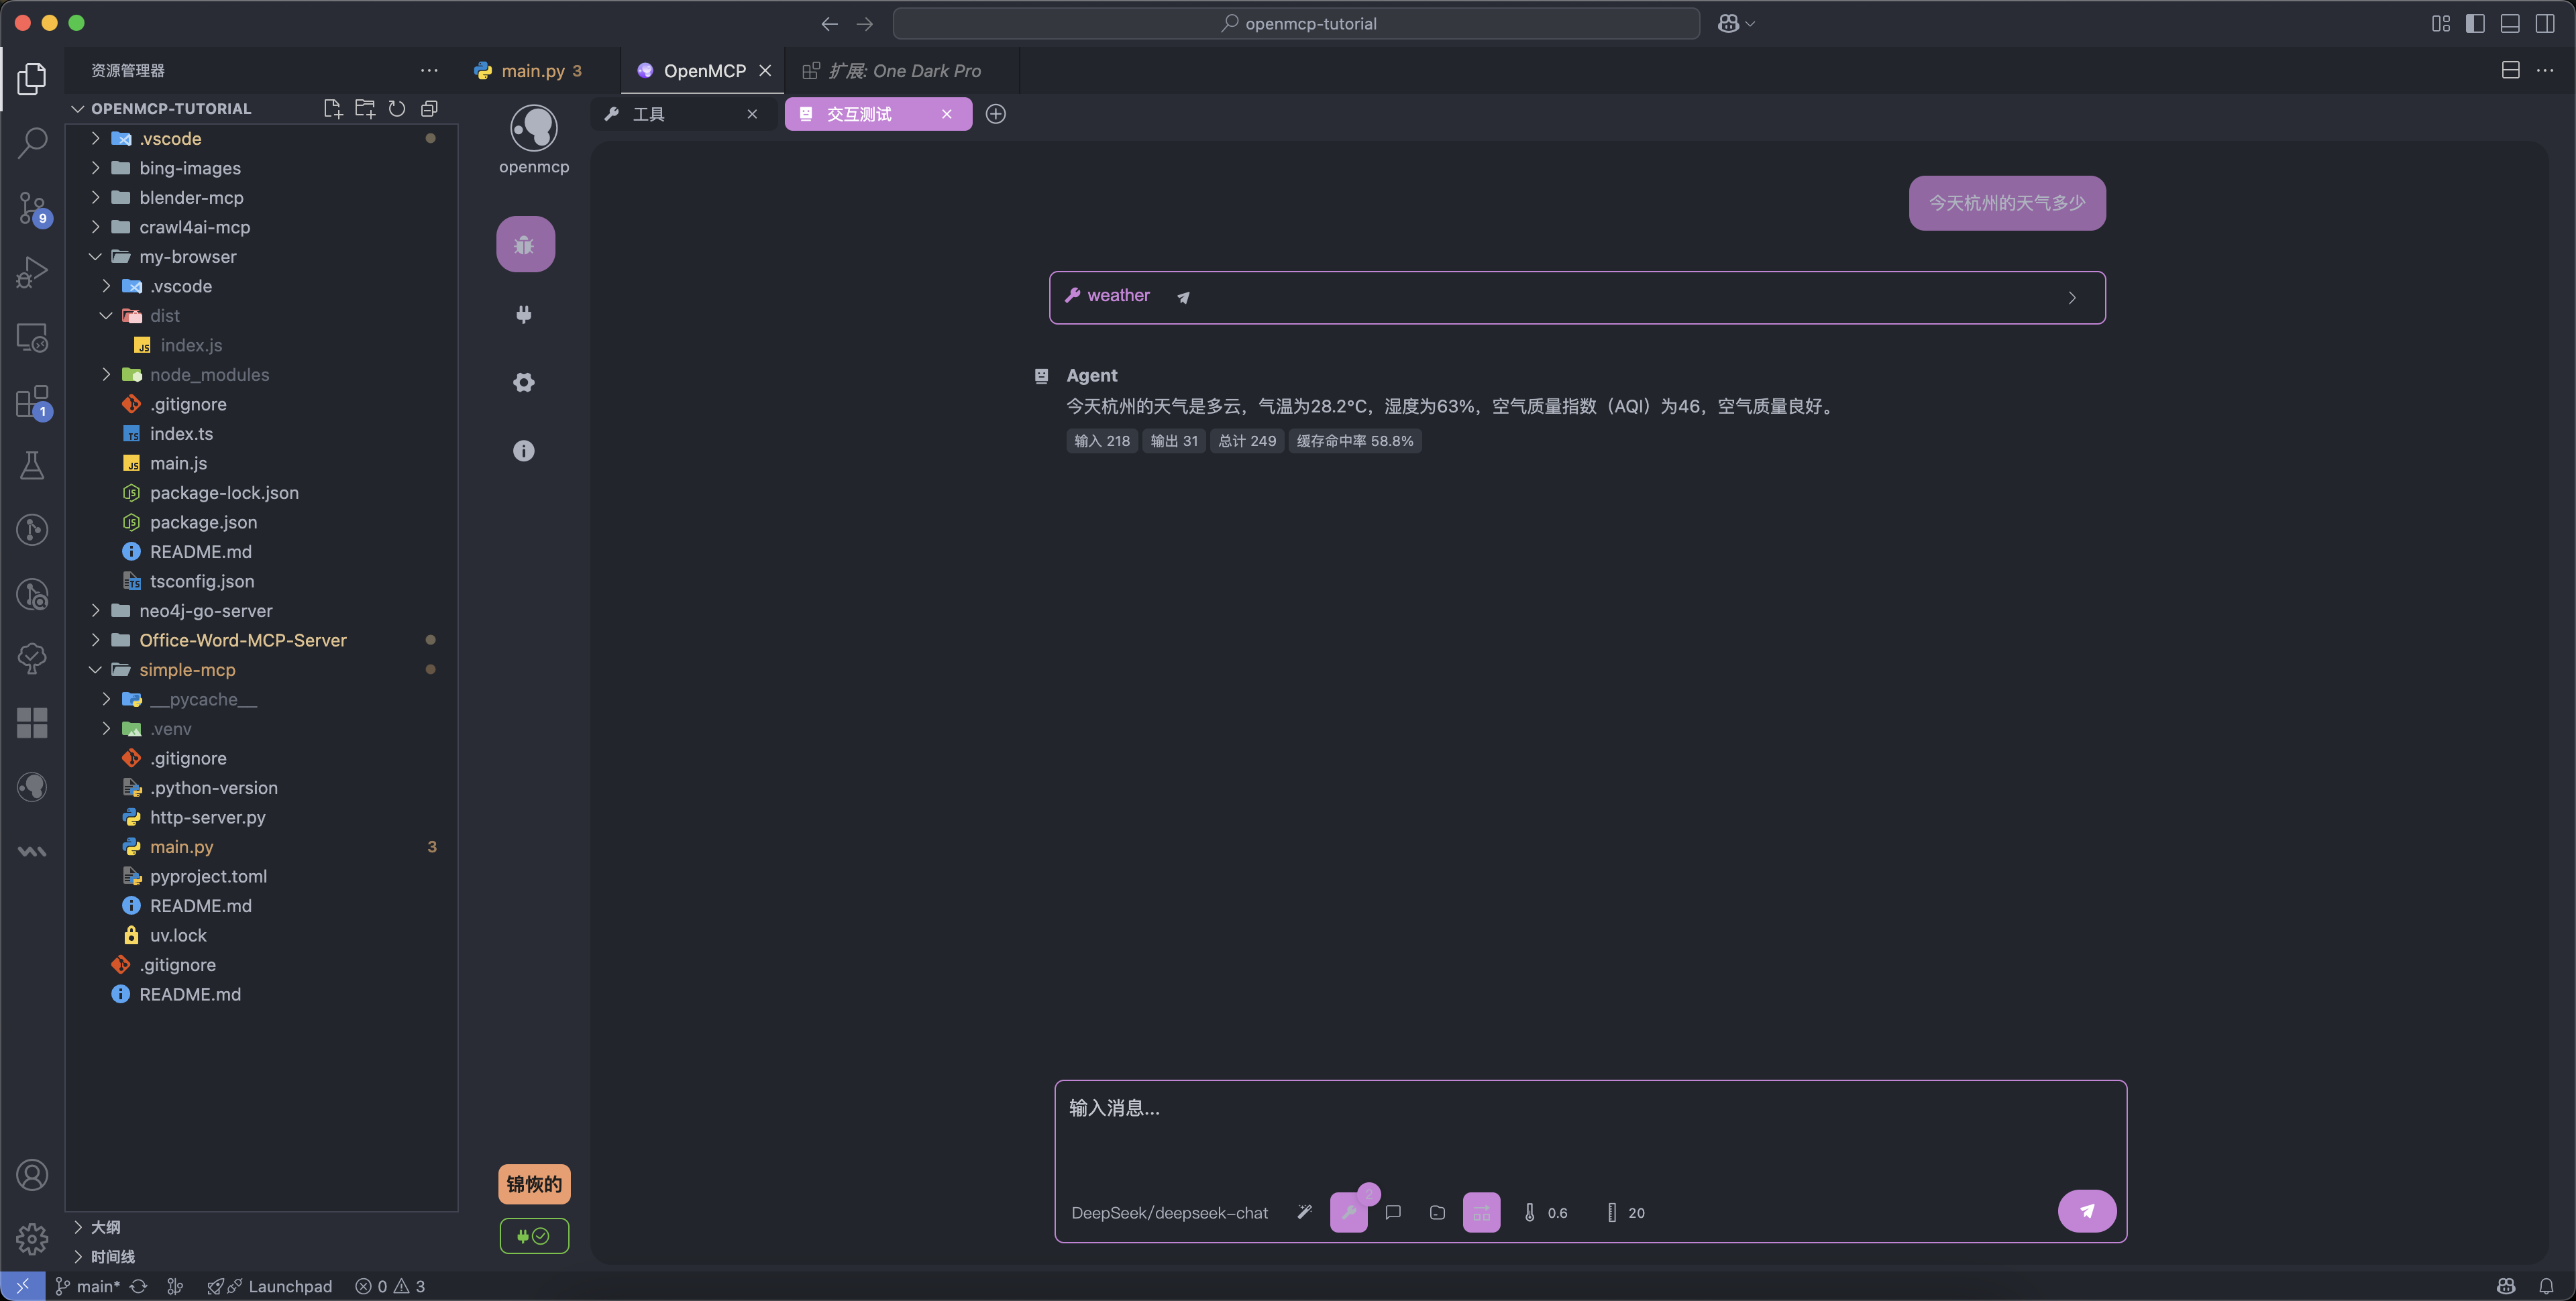 openmcp-tutorial
资源管理器
main.py 3
OpenMCP
扩展: One Dark Pro
OPENMCP-TUTORIAL
.vscode
bing-images
blender-mcp
crawl4ai-mcp
my-browser
.vscode
dist
index.js
node_modules
.gitignore
index.ts
main.js
package-lock.json
package.json
README.md
tsconfig.json
neo4j-go-server
Office-Word-MCP-Server
simple-mcp
__pycache__
.venv
.gitignore
.python-version
http-server.py
main.py 3
pyproject.toml
README.md
uv.lock
.gitignore
README.md
大纲
时间线
9
1
openmcp
工具
交互测试
今天杭州的天气多少
weather
Agent
今天杭州的天气是多云，气温为28.2°C，湿度为63%，空气质量指数（AQI）为46，空气质量良好。
输入 218 输出 31 总计 249 缓存命中率 58.8%
锦恢的
输入消息...
DeepSeek/deepseek-chat 2 0.6 20
main* Launchpad 0 3